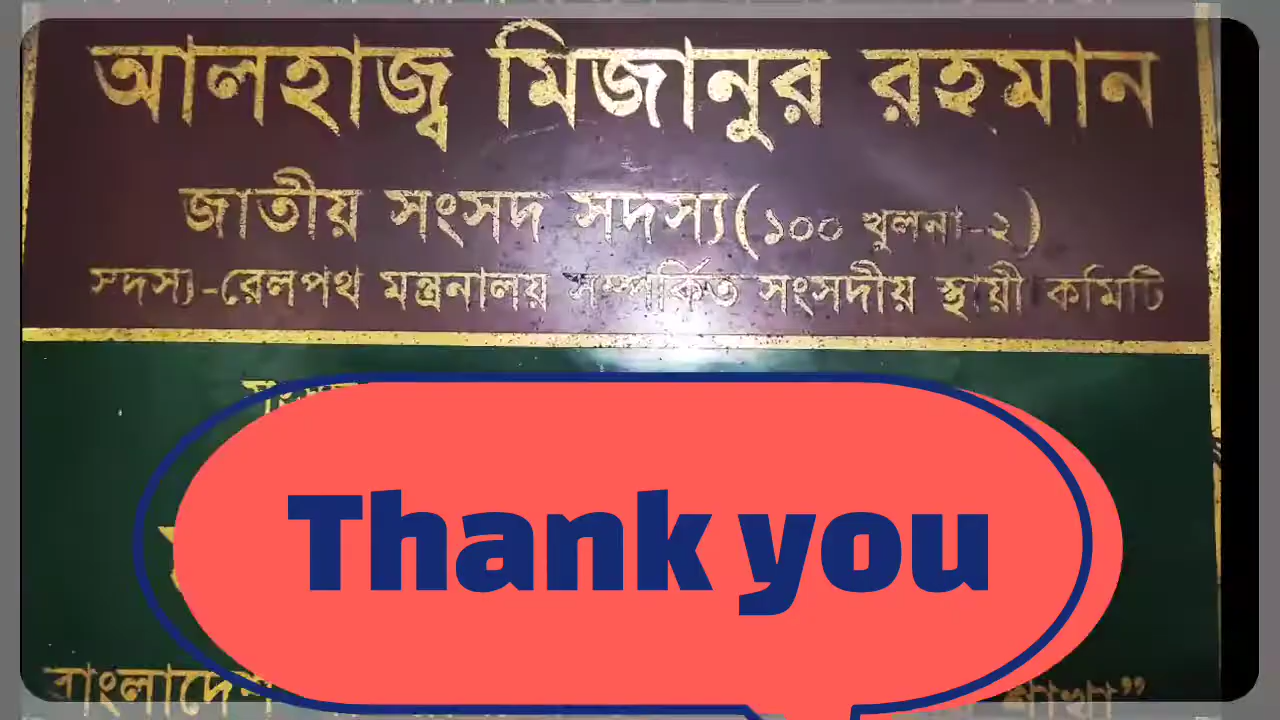 আলহাজ্ব মিজানুর রহমান
জাতীয় সংসদ সদস্য(১০০ খুলনা-২)
সদস্য-রেলপথ মন্ত্রনালয় সম্পর্কিত সংসদীয় স্থায়ী কমিটি
Thank you
বাংলাদেশ শাখা”